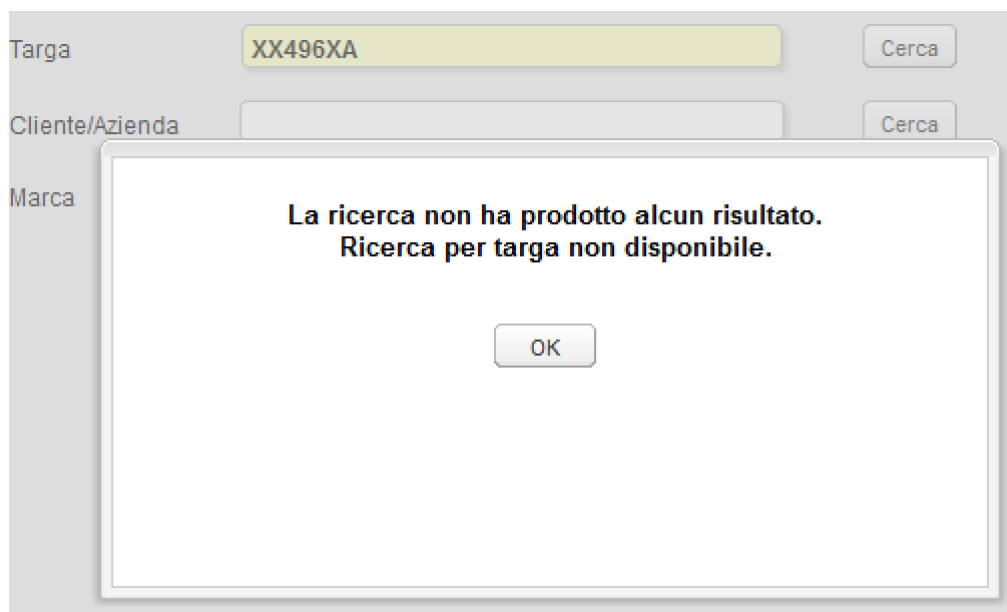 Targa XX496XA Cerca
Cliente/Azienda Cerca
Marca
La ricerca non ha prodotto alcun risultato.
Ricerca per targa non disponibile.
OK